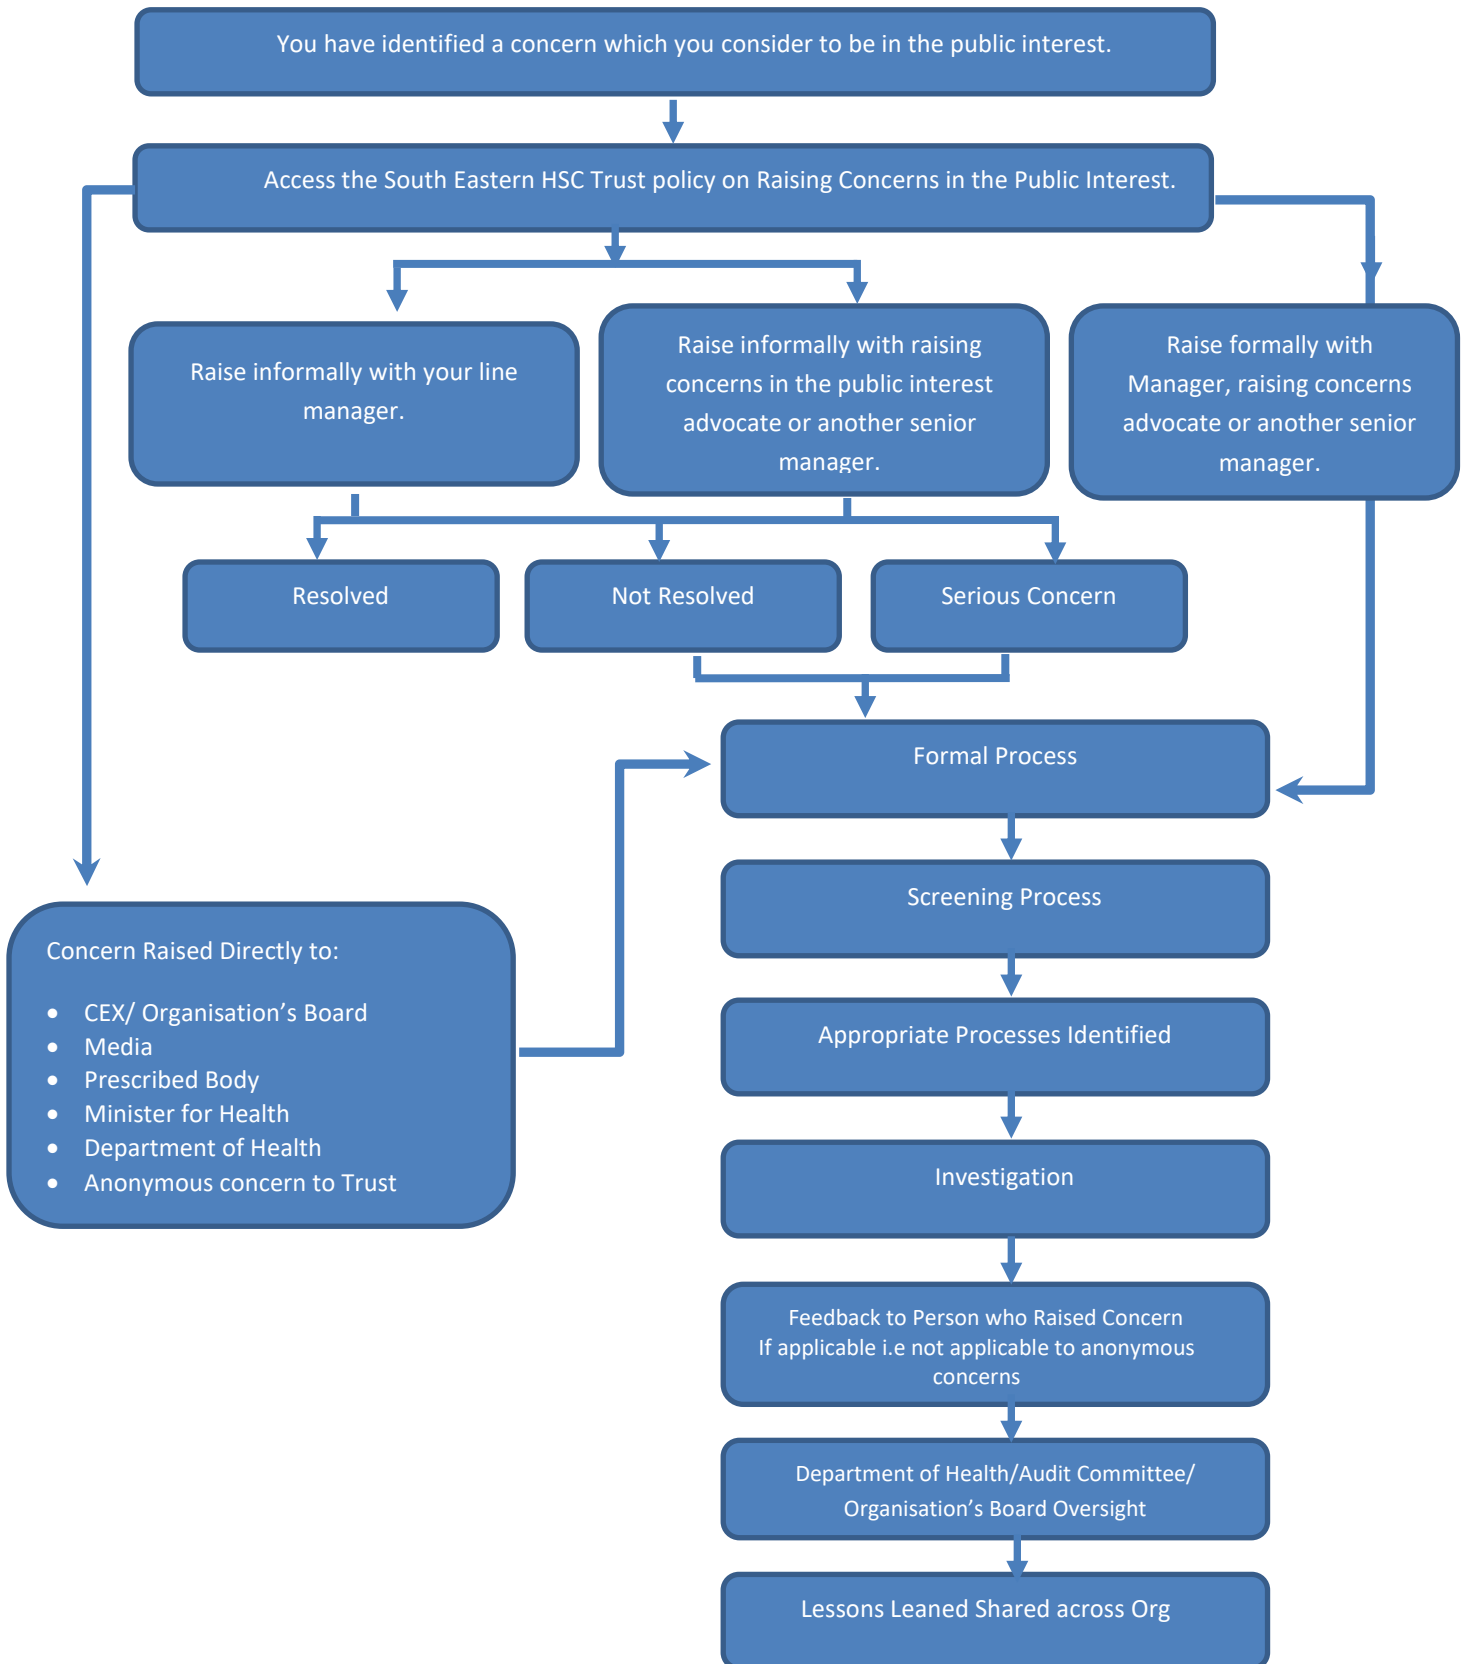 You have identified a concern which you consider to be in the public interest.
Access the South Eastern HSC Trust policy on Raising Concerns in the Public Interest.
Raise informally with your line
manager.
Raise informally with raising
concerns in the public interest
advocate or another senior
manager.
Raise formally with
Manager, raising concerns
advocate or another senior
manager.
Resolved
Not Resolved
Serious Concern
Formal Process
Screening Process
Concern Raised Directly to:
• CEX/ Organisation’s Board
• Media
• Prescribed Body
• Minister for Health
• Department of Health
• Anonymous concern to Trust
Appropriate Processes Identified
Investigation
Feedback to Person who Raised Concern
If applicable i.e not applicable to anonymous
concerns
Department of Health/Audit Committee/
Organisation’s Board Oversight
Lessons Leaned Shared across Org